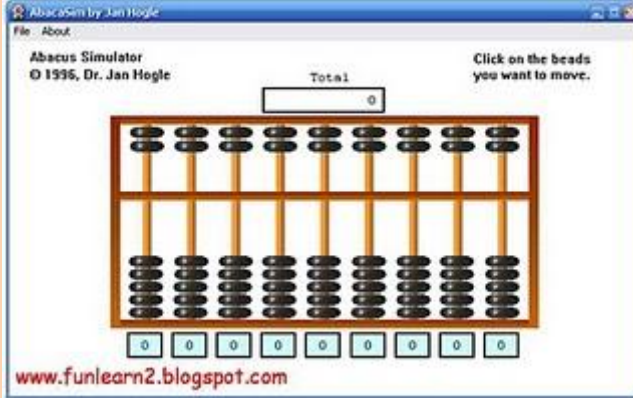 AbacaSim by Jan Hogle
File About
Abacus Simulator
© 1996, Dr. Jan Hogle
Click on the beads
you want to move.
Total
0
0 0 0 0 0 0 0 0 0
www.funlearn2.blogspot.com